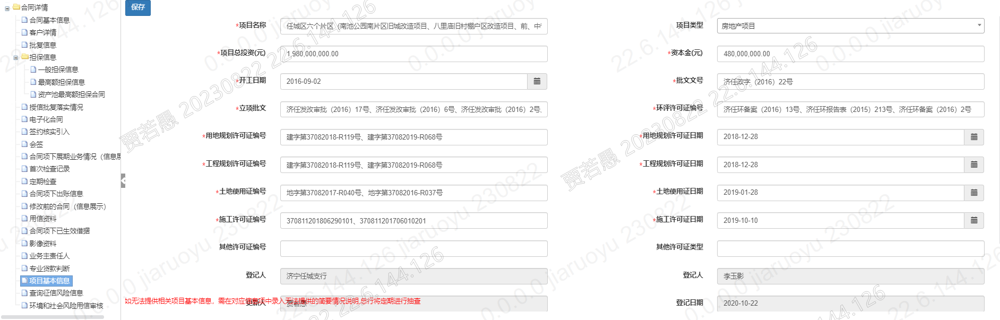 合同详情
合同基本信息
客户详情
批复信息
担保信息
一般担保信息
最高额担保信息
资产池最高额担保合同
授信批复落实情况
电子化合同
签约核实引入
会签
合同项下展期业务情况（信息展
首次检查记录
定期检查
合同项下出账信息
修改前的合同（信息展示）
用信资料
合同项下已生效借据
影像资料
业务主责任人
专业贷款判断
项目基本信息
查询征信风险信息
环境和社会风险用信审核
保存
*项目名称 任城区六个片区（南池公园南片区旧城改造项目、八里庙旧村棚户区改造项目、前、中 项目类型 房地产项目
*项目总投资(元) 1,980,000,000.00 *资本金(元) 480,000,000.00
*开工日期 2016-09-02 *批文文号 济任政字（2016）22号
*立项批文 济任发改审批（2016）17号、济任发改审批（2016）6号、济任发改审批（2016）2号、 *环评许可证编号 济任环备案（2016）13号、济任环报告表（2015）213号、济任环备案（2016）2号
*用地规划许可证编号 建字第37082018-R119号、建字第37082019-R068号 *用地规划许可证日期 2018-12-28
*工程规划许可证编号 建字第37082018-R119号、建字第37082019-R068号 *工程规划许可证日期 2018-12-28
*土地使用证编号 地字第37082017-R040号、地字第37082016-R037号 *土地使用证日期 2019-01-28
*施工许可证编号 370811201806290101、370811201706010201 *施工许可证日期 2019-10-10
其他许可证编号 其他许可证类型
登记人 济宁任城支行 登记人 李玉影
更新人 贾若愚 登记日期 2020-10-22
如无法提供相关项目基本信息，需在对应信息项中录入无法提供的简要情况说明,总行将定期进行抽查
贾若愚 20230822 22.6.144.126
贾若愚 20230822 22.6.144.126
0.0.0.0 jiaruoyu 230822
22.6.144.126